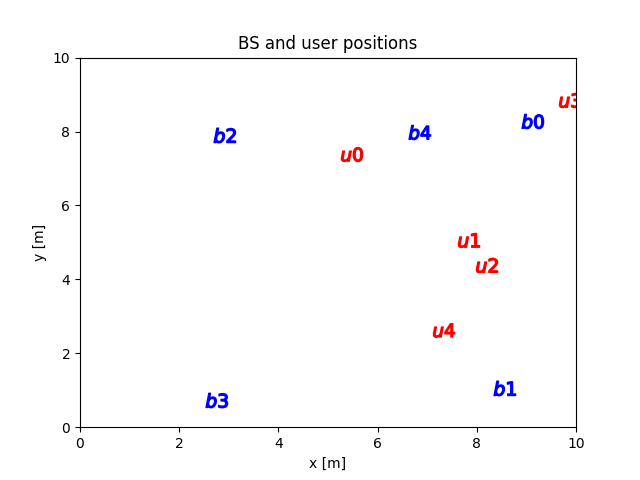 BS and user positions
10
8
6
4
2
0
y [m]
b2
u0
b4
b0
u3
u1
u2
u4
b3
b1
0 2 4 6 8 10
x [m]